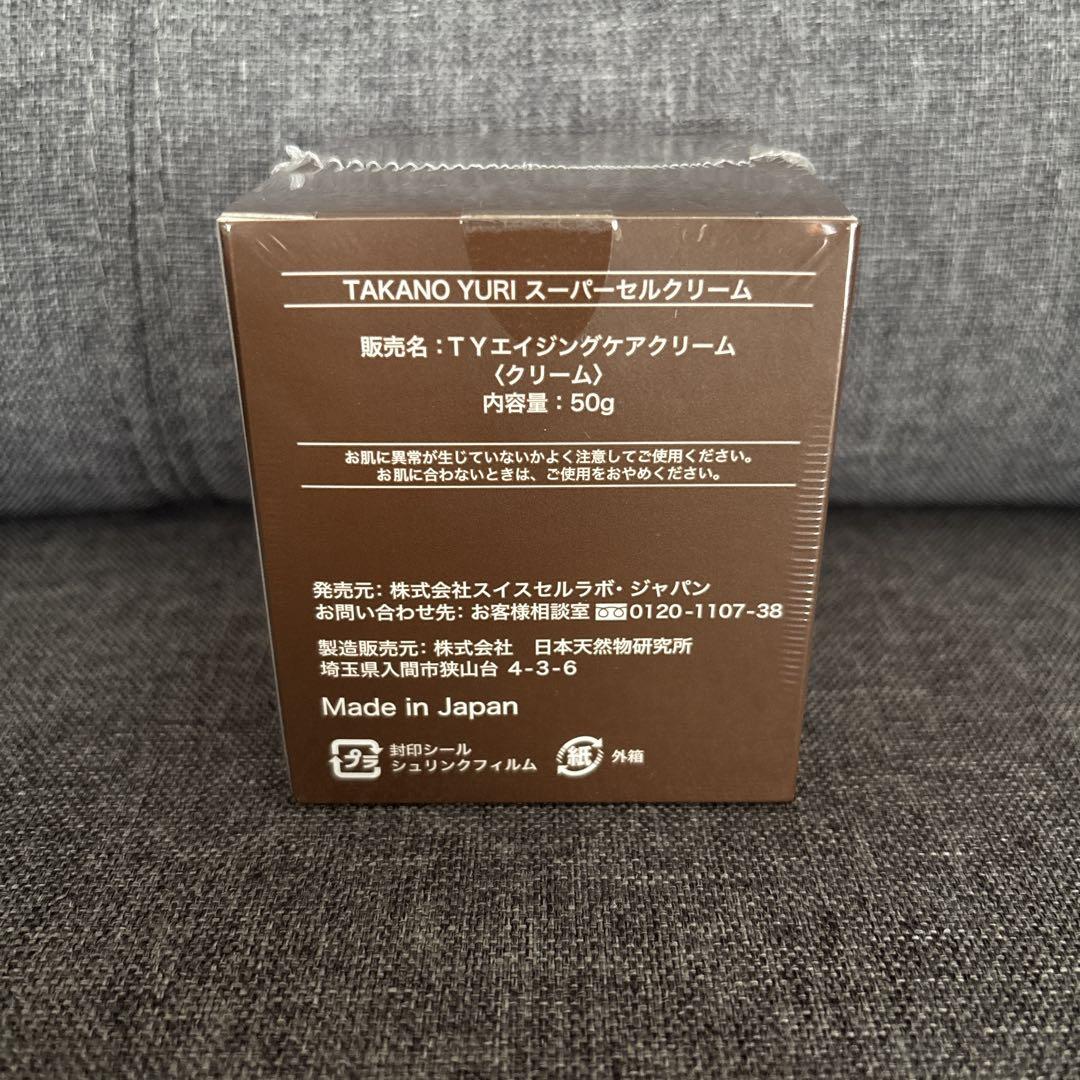 TAKANO YURI スーパーセルクリーム
販売名：ＴＹエイジングケアクリーム
〈クリーム〉
内容量：50g
お肌に異常が生じていないかよく注意してご使用ください。
お肌に合わないときは、ご使用をおやめください。
発売元：株式会社スイスセルラボ・ジャパン
お問い合わせ先：お客様相談室 0120-1107-38
製造販売元：株式会社　日本天然物研究所
埼玉県入間市狭山台 4-3-6
Made in Japan
プラ 封印シール
シュリンクフィルム
紙 外箱